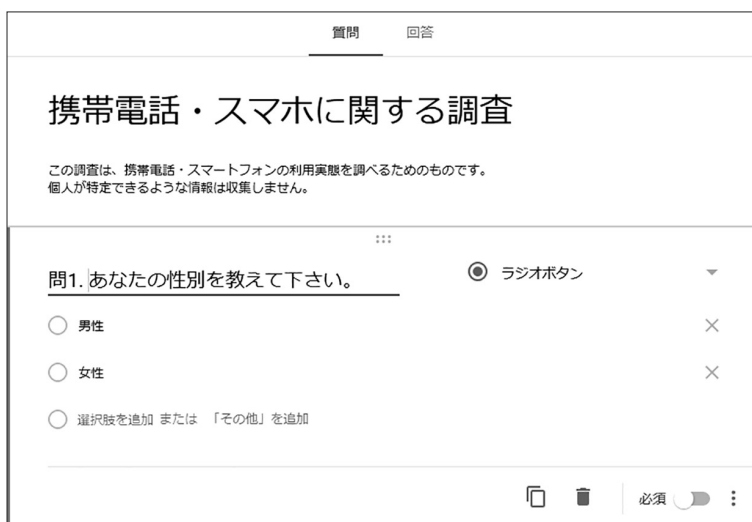 質問 回答
携帯電話・スマホに関する調査
この調査は、携帯電話・スマートフォンの利用実態を調べるためのものです。
個人が特定できるような情報は収集しません。
問1. あなたの性別を教えて下さい。 ラジオボタン
男性
女性
選択肢を追加 または 「その他」を追加
必須